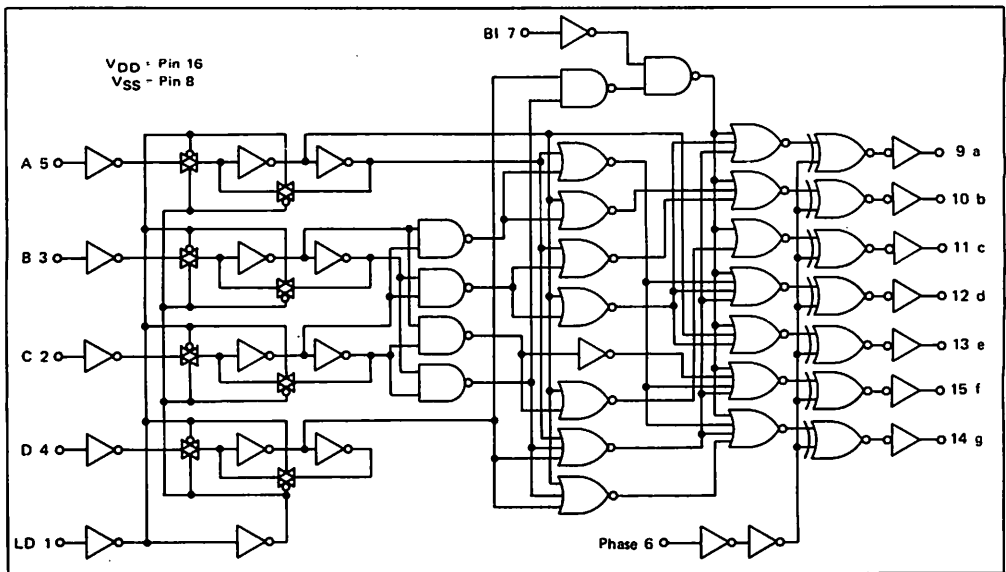 BI 7
VDD = Pin 16
VSS - Pin 8
A 5
9 a
10 b
B 3
11 c
12 d
C 2
13 e
15 f
D 4
14 g
LD 1
Phase 6